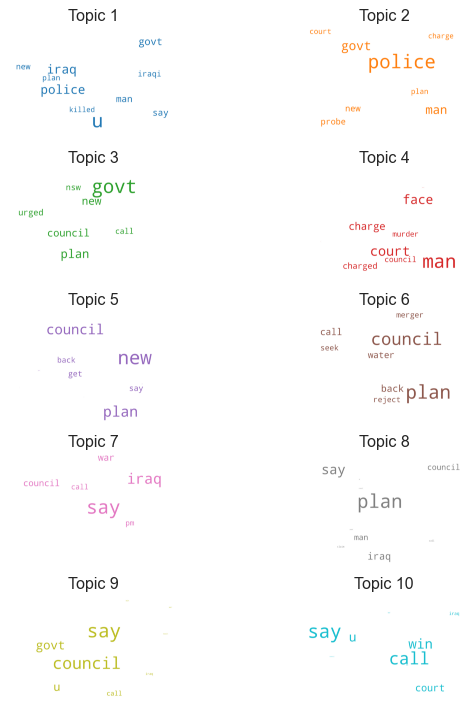 Topic 1
govt
new
iraq
plan
iraqi
police
man
killed
say
u
Topic 2
court
charge
govt
police
plan
new
man
probe
Topic 3
nsw
govt
new
urged
council
call
plan
Topic 4
face
charge
murder
court
council
man
charged
Topic 5
council
back
new
get
say
plan
Topic 6
merger
call
council
seek
water
back
plan
reject
Topic 7
war
council
iraq
call
say
pm
Topic 8
say
council
plan
man
iraq
Topic 9
say
govt
council
u
call
Topic 10
say
u
win
call
court